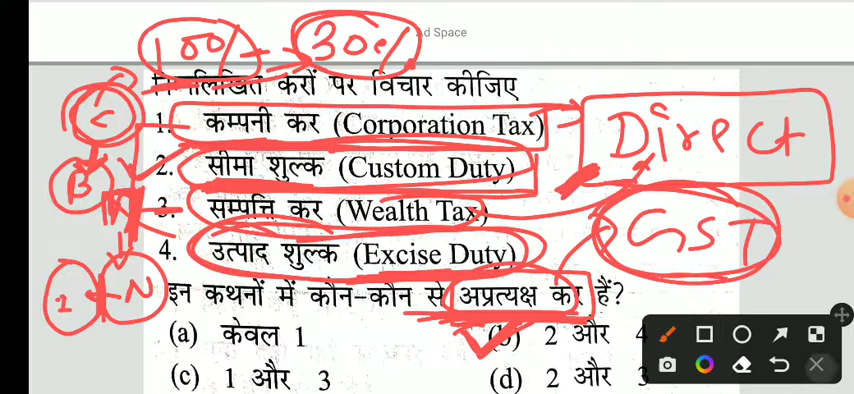 Ad Space
100% 30%
निम्नलिखित करों पर विचार कीजिए
1. कम्पनी कर (Corporation Tax)
Direct
2. सीमा शुल्क (Custom Duty)
B
3. सम्पत्ति कर (Wealth Tax)
GST
4. उत्पाद शुल्क (Excise Duty)
1 N
इन कथनों में कौन-कौन से अप्रत्यक्ष कर हैं?
(a) केवल 1 (b) 2 और 4
(c) 1 और 3 (d) 2 और 3